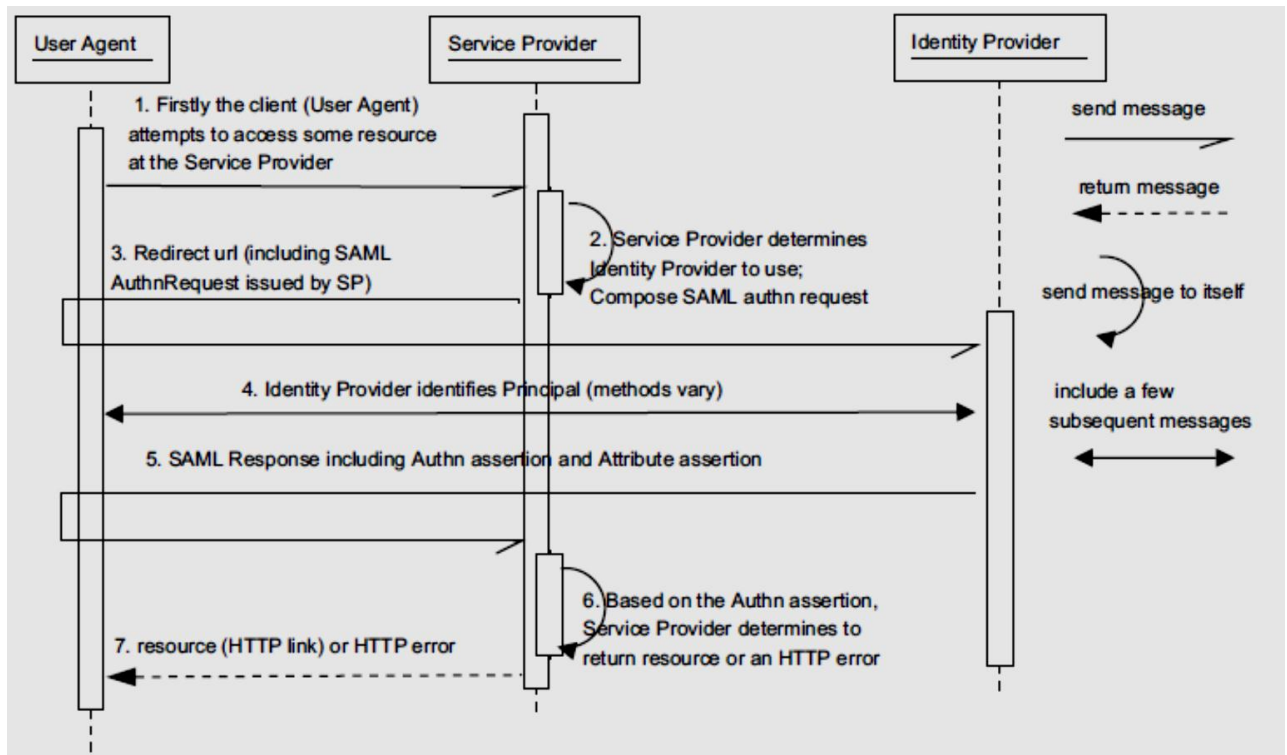 User Agent
Service Provider
Identity Provider
1. Firstly the client (User Agent)
attempts to access some resource
at the Service Provider
send message
return message
2. Service Provider determines
Identity Provider to use;
Compose SAML authn request
3. Redirect url (including SAML
AuthnRequest issued by SP)
send message to itself
4. Identity Provider identifies Principal (methods vary)
include a few
subsequent messages
5. SAML Response including Authn assertion and Attribute assertion
6. Based on the Authn assertion,
Service Provider determines to
return resource or an HTTP error
7. resource (HTTP link) or HTTP error